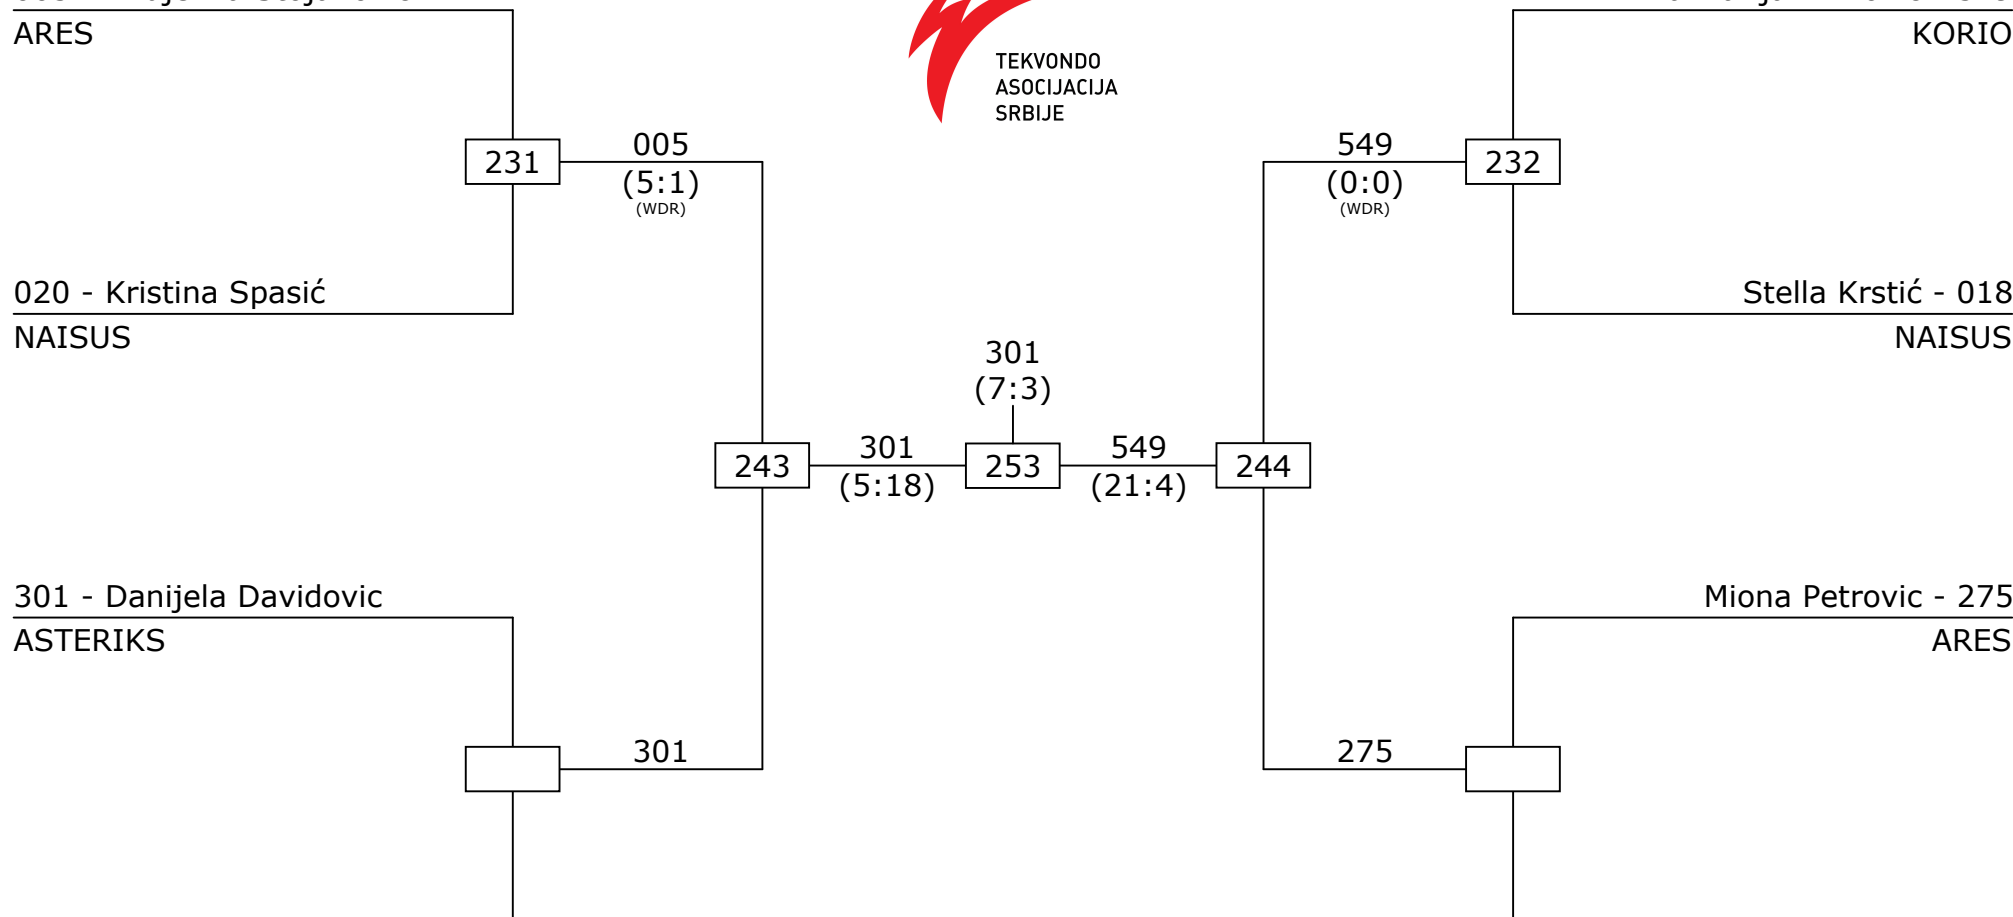 ARES
KORIO
TEKVONDO
ASOCIJACIJA
SRBIJE
231
005
(5:1)
(WDR)
549
(0:0)
(WDR)
232
020 - Kristina Spasić
NAISUS
Stella Krstić - 018
NAISUS
301
(7:3)
243
301
(5:18)
253
549
(21:4)
244
301 - Danijela Davidovic
ASTERIKS
Miona Petrovic - 275
ARES
301
275